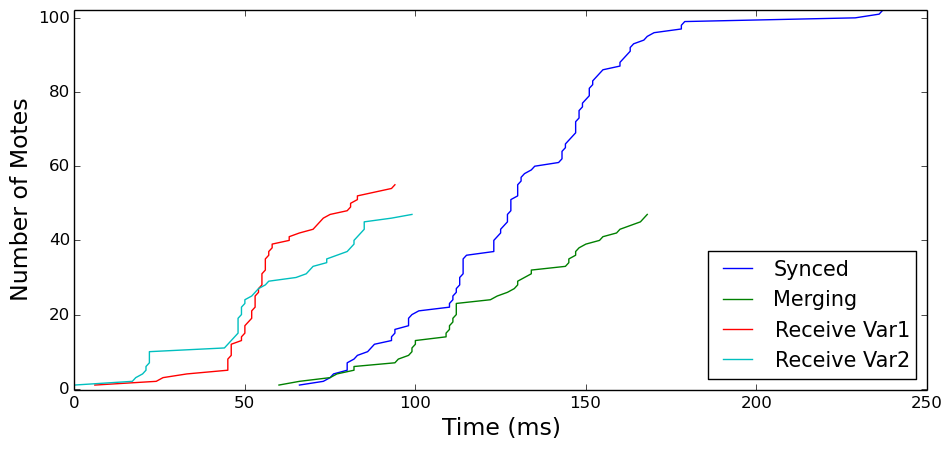 100
80
60
40
20
0
Number of Motes
0 50 100 150 200 250
Time (ms)
Synced
Merging
Receive Var1
Receive Var2